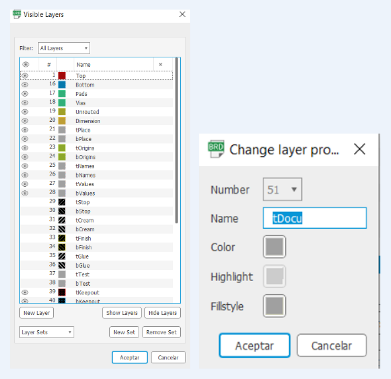 Visible Layers
Filter: All Layers
# Name
1 Top
16 Bottom
17 Pads
18 Vias
19 Unrouted
20 Dimension
21 tPlace
22 bPlace
23 tOrigins
24 bOrigins
25 tNames
26 bNames
27 tValues
28 bValues
29 tStop
30 bStop
31 tCream
32 bCream
33 tFinish
34 bFinish
35 tGlue
36 bGlue
37 tTest
38 bTest
39 tKeepout
40 bKeepout
New Layer Show Layers Hide Layers
Layer Sets New Set Remove Set
Aceptar Cancelar
BRD Change layer pro...
Number 51
Name tDocu
Color
Highlight
Fillstyle
Aceptar Cancelar